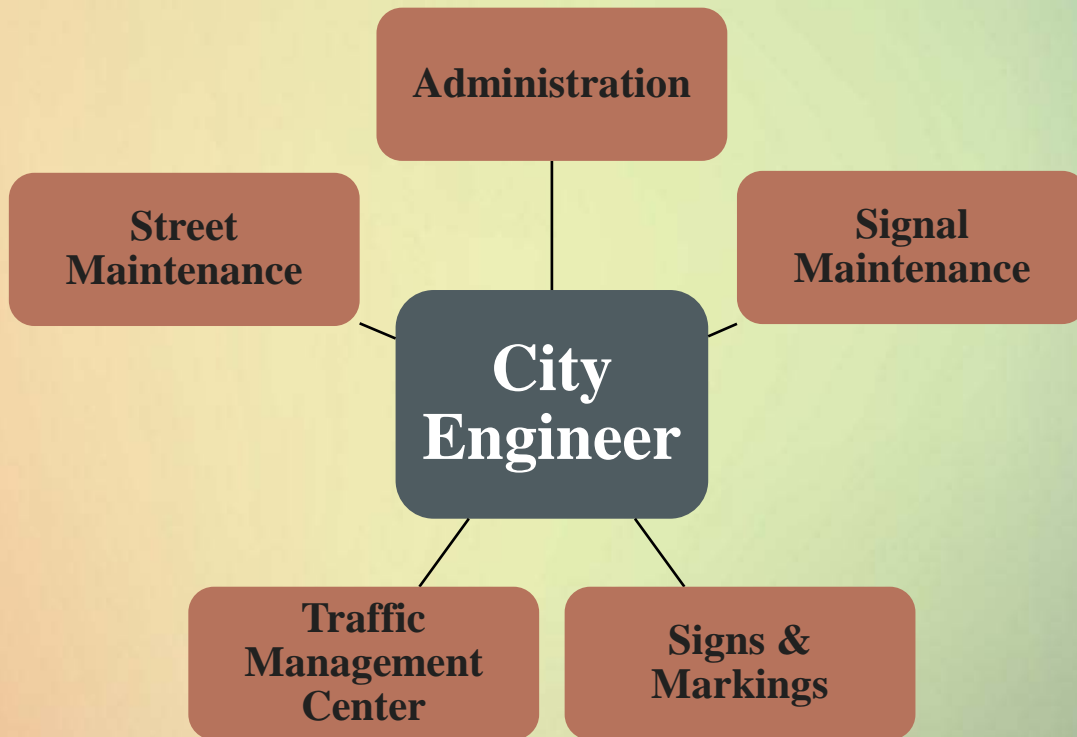 Administration
Street
Maintenance
Signal
Maintenance
City
Engineer
Traffic
Management
Center
Signs &
Markings